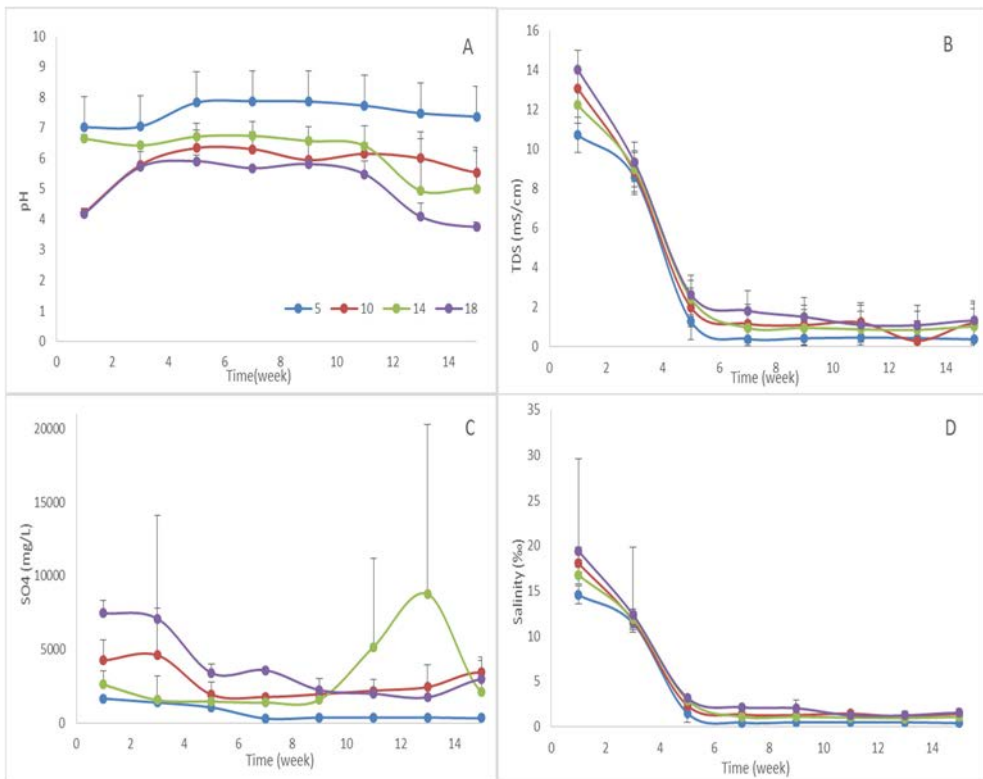 A
pH
10
9
8
7
6
5
4
3
2
1
0
5 10 14 18
0 2 4 6 8 10 12 14
Time(week)
B
TDS (mS/cm)
16
14
12
10
8
6
4
2
0
0 2 4 6 8 10 12 14
Time (week)
C
SO4 (mg/L)
20000
15000
10000
5000
0
0 2 4 6 8 10 12 14
Time (week)
D
Salinity (‰)
35
30
25
20
15
10
5
0
0 2 4 6 8 10 12 14
Time (week)